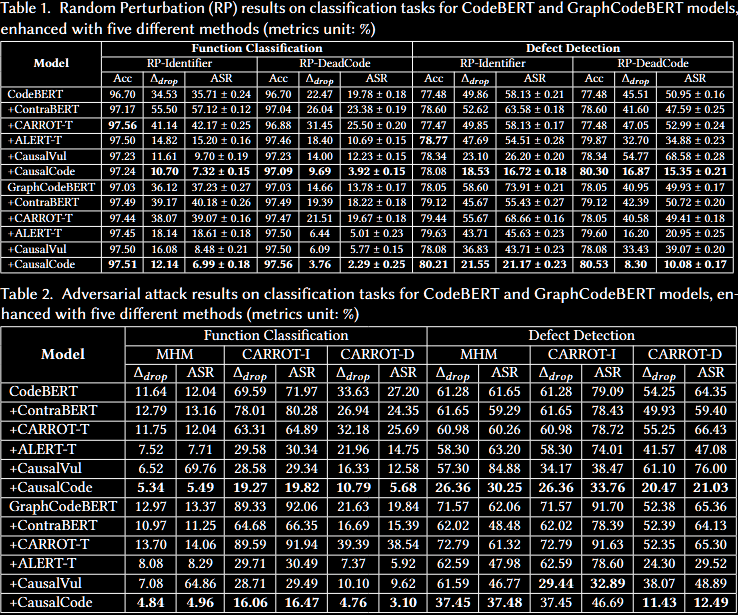 Table 1. Random Perturbation (RP) results on classification tasks for CodeBERT and GraphCodeBERT models,
enhanced with five different methods (metrics unit: %)
Model Function Classification Defect Detection
RP-Identifier RP-DeadCode RP-Identifier RP-DeadCode
Acc Δdrop ASR Acc Δdrop ASR Acc Δdrop ASR Acc Δdrop ASR
CodeBERT 96.70 34.53 35.71 ± 0.24 96.70 22.47 19.78 ± 0.18 77.48 49.86 58.13 ± 0.21 77.48 45.51 50.95 ± 0.16
+ContraBERT 97.17 55.50 57.12 ± 0.12 97.04 26.04 23.38 ± 0.19 78.60 52.62 63.58 ± 0.18 78.60 41.60 47.59 ± 0.25
+CARROT-T 97.56 41.14 42.17 ± 0.25 96.88 31.45 25.50 ± 0.20 77.47 49.85 58.13 ± 0.17 77.48 47.05 52.99 ± 0.24
+ALERT-T 97.50 14.82 15.20 ± 0.16 97.46 18.40 10.69 ± 0.15 78.77 47.69 54.51 ± 0.28 79.87 32.70 34.88 ± 0.23
+CausalVul 97.23 11.61 9.70 ± 0.19 97.23 14.00 12.23 ± 0.15 78.34 23.10 26.20 ± 0.20 78.34 54.77 68.58 ± 0.28
+CausalCode 97.24 10.70 7.32 ± 0.15 97.09 9.69 3.92 ± 0.15 78.08 18.53 16.72 ± 0.18 80.30 16.87 15.35 ± 0.21
GraphCodeBERT 97.03 36.12 37.23 ± 0.27 97.03 14.66 13.78 ± 0.17 78.05 58.60 73.91 ± 0.21 78.05 40.95 49.93 ± 0.17
+ContraBERT 97.49 39.17 40.18 ± 0.26 97.49 19.39 18.22 ± 0.18 79.12 45.67 55.43 ± 0.27 79.12 42.39 50.72 ± 0.20
+CARROT-T 97.44 38.07 39.07 ± 0.16 97.47 21.51 19.67 ± 0.18 79.44 55.67 68.66 ± 0.16 78.05 40.58 49.41 ± 0.18
+ALERT-T 97.45 18.14 18.61 ± 0.18 97.50 6.44 5.01 ± 0.23 79.63 43.71 45.63 ± 0.23 79.60 16.20 20.95 ± 0.25
+CausalVul 97.50 16.08 8.48 ± 0.21 97.50 6.09 5.77 ± 0.15 78.08 36.83 43.71 ± 0.23 78.08 33.43 39.07 ± 0.20
+CausalCode 97.51 12.14 6.99 ± 0.18 97.56 3.76 2.29 ± 0.25 80.21 21.55 21.17 ± 0.23 80.53 8.30 10.08 ± 0.17
Table 2. Adversarial attack results on classification tasks for CodeBERT and GraphCodeBERT models, en-
hanced with five different methods (metrics unit: %)
Model Function Classification Defect Detection
MHM CARROT-I CARROT-D MHM CARROT-I CARROT-D
Δdrop ASR Δdrop ASR Δdrop ASR Δdrop ASR Δdrop ASR Δdrop ASR
CodeBERT 11.64 12.04 69.59 71.97 33.63 27.20 61.28 61.65 61.28 79.09 54.25 64.35
+ContraBERT 12.79 13.16 78.01 80.28 26.94 24.35 61.65 59.29 61.65 78.43 49.93 59.40
+CARROT-T 11.75 12.04 63.31 64.89 32.18 25.69 60.98 60.26 60.98 78.72 55.25 66.43
+ALERT-T 7.52 7.71 29.58 30.34 21.96 14.75 58.30 63.20 58.30 74.01 41.57 47.08
+CausalVul 6.52 69.76 28.58 29.34 16.33 12.58 57.30 84.88 34.17 38.47 61.10 76.00
+CausalCode 5.34 5.49 19.27 19.82 10.79 5.68 26.36 30.25 26.36 33.76 20.47 21.03
GraphCodeBERT 12.97 13.37 89.33 92.06 21.63 19.84 71.57 62.06 71.57 91.70 52.38 65.36
+ContraBERT 10.97 11.25 64.68 66.35 16.69 15.39 62.02 48.48 62.02 78.39 52.39 64.13
+CARROT-T 13.70 14.06 89.59 91.94 39.39 38.54 72.79 61.32 72.79 91.63 52.35 65.30
+ALERT-T 8.08 8.29 29.71 30.49 7.37 5.92 62.59 47.98 62.59 78.60 24.30 29.52
+CausalVul 7.08 64.86 28.71 29.49 10.10 9.62 61.59 46.77 29.44 32.89 38.07 48.89
+CausalCode 4.84 4.96 16.06 16.47 4.76 3.10 37.45 37.48 37.45 46.69 11.43 12.49